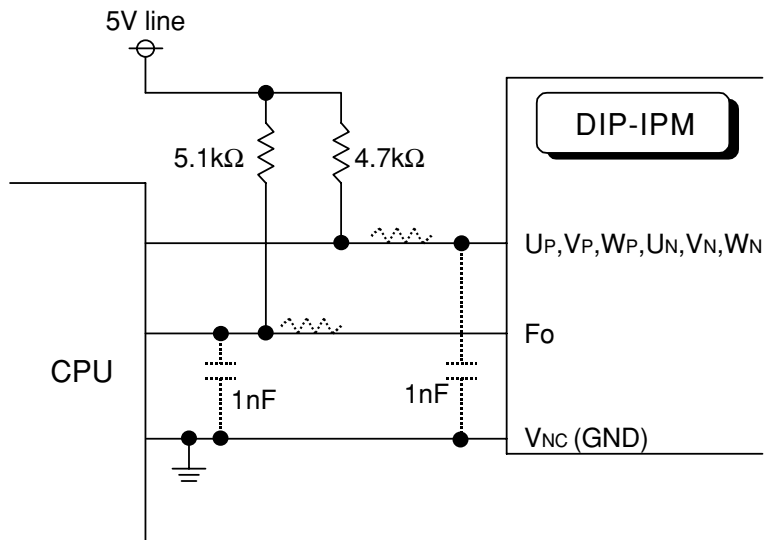 5V line
DIP-IPM
5.1kΩ
4.7kΩ
UP,VP,WP,UN,VN,WN
Fo
CPU
1nF
1nF
VNC (GND)